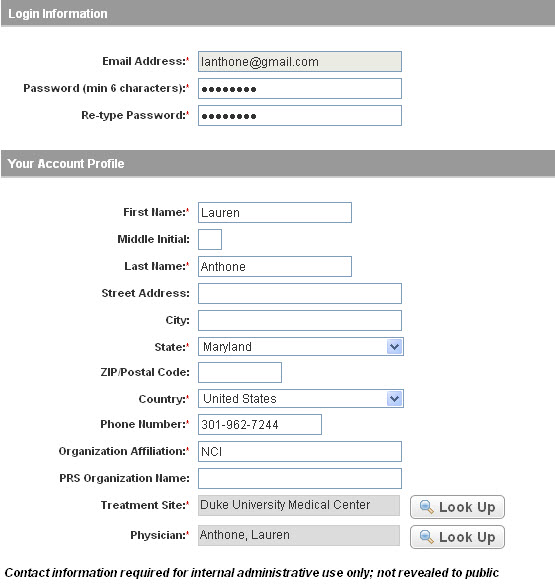 Login Information
Email Address:* lanthone@gmail.com
Password (min 6 characters):* ●●●●●●●●
Re-type Password:* ●●●●●●●●
Your Account Profile
First Name:* Lauren
Middle Initial:
Last Name:* Anthone
Street Address:
City:
State:* Maryland
ZIP/Postal Code:
Country:* United States
Phone Number:* 301-962-7244
Organization Affiliation:* NCI
PRS Organization Name:
Treatment Site:* Duke University Medical Center Look Up
Physician:* Anthone, Lauren Look Up
Contact information required for internal administrative use only; not revealed to public